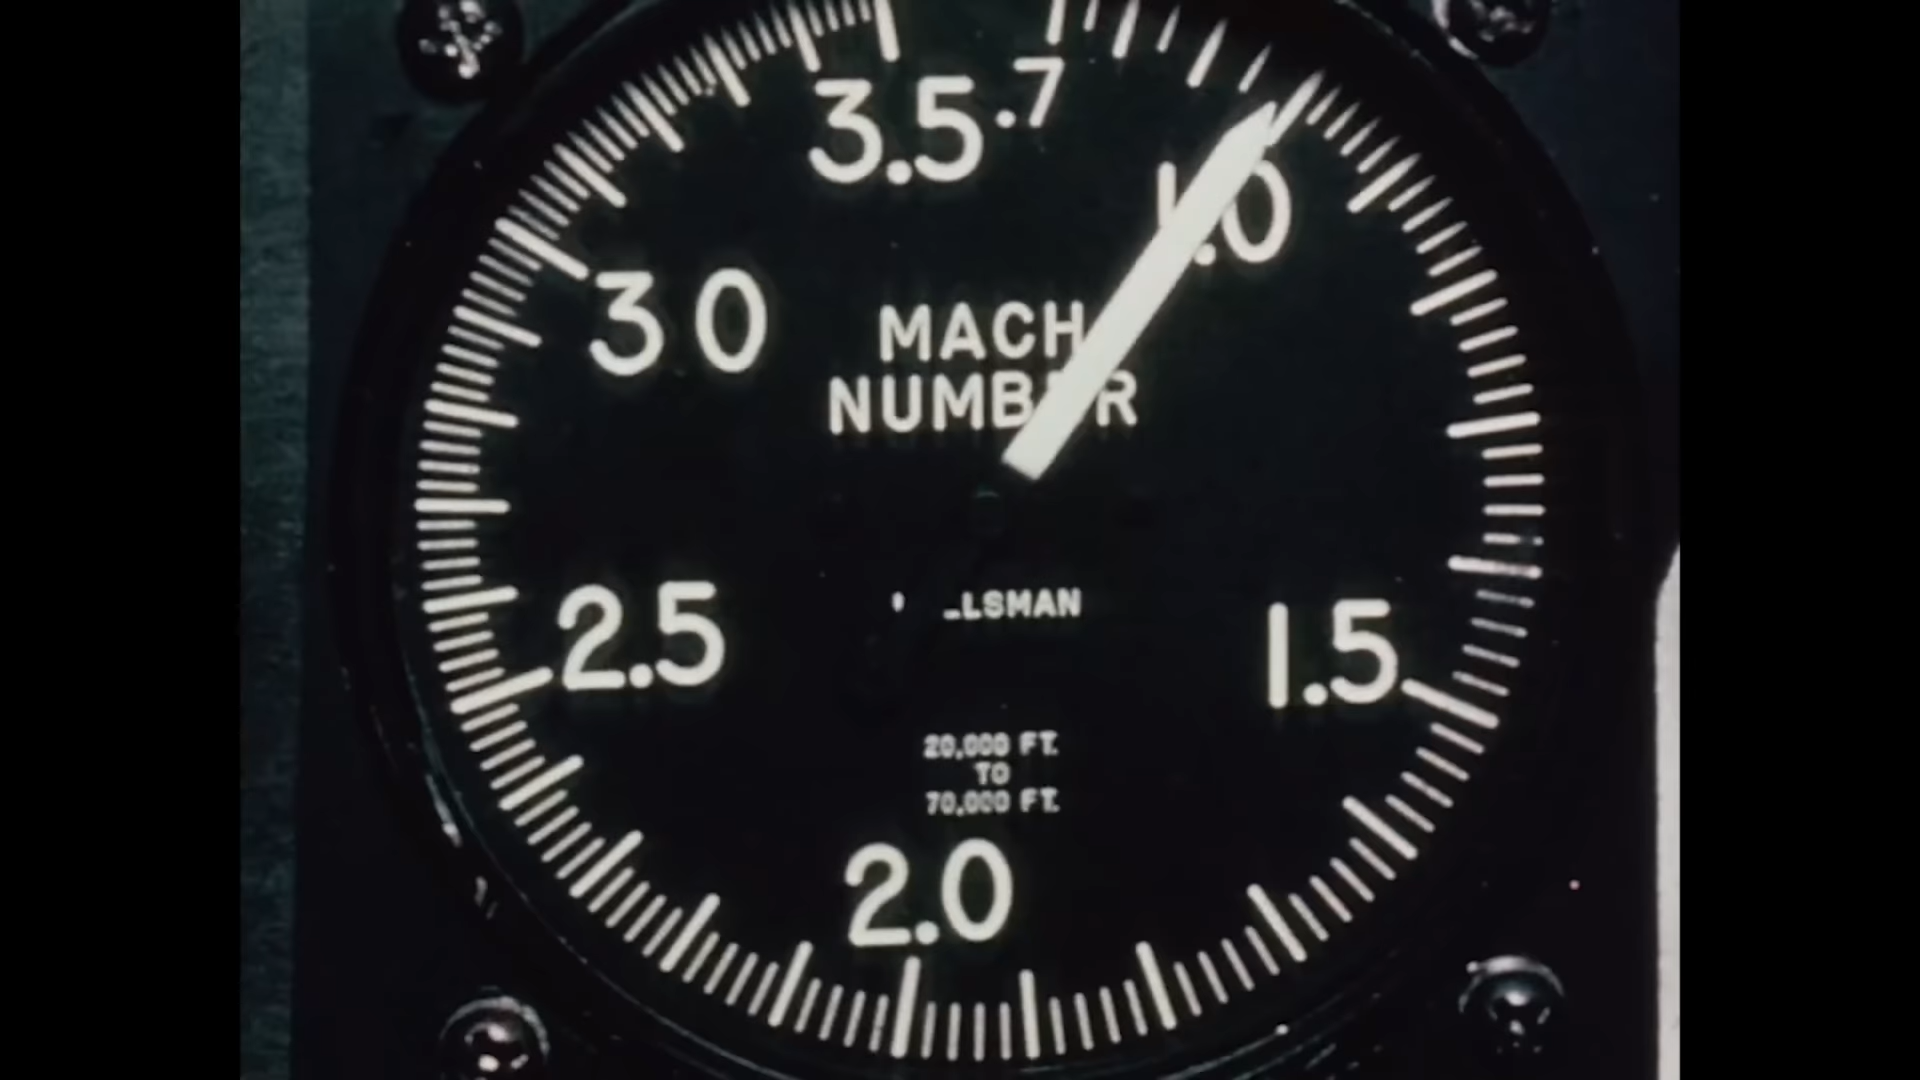 3.5 .7
1.0
3 0
MACH
NUMBER
2.5
LSMAN
1.5
20,000 FT.
TO
70,000 FT.
2.0